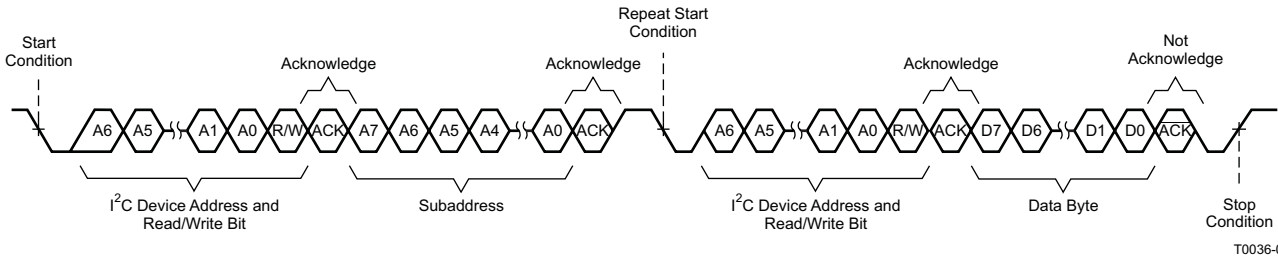 Start
Condition
Acknowledge
Acknowledge
Repeat Start
Condition
Acknowledge
Not
Acknowledge
A6 A5 A1 A0 R/W ACK A7 A6 A5 A4 A0 ACK A6 A5 A1 A0 R/W ACK D7 D6 D1 D0 ACK
I²C Device Address and
Read/Write Bit
Subaddress
I²C Device Address and
Read/Write Bit
Data Byte
Stop
Condition